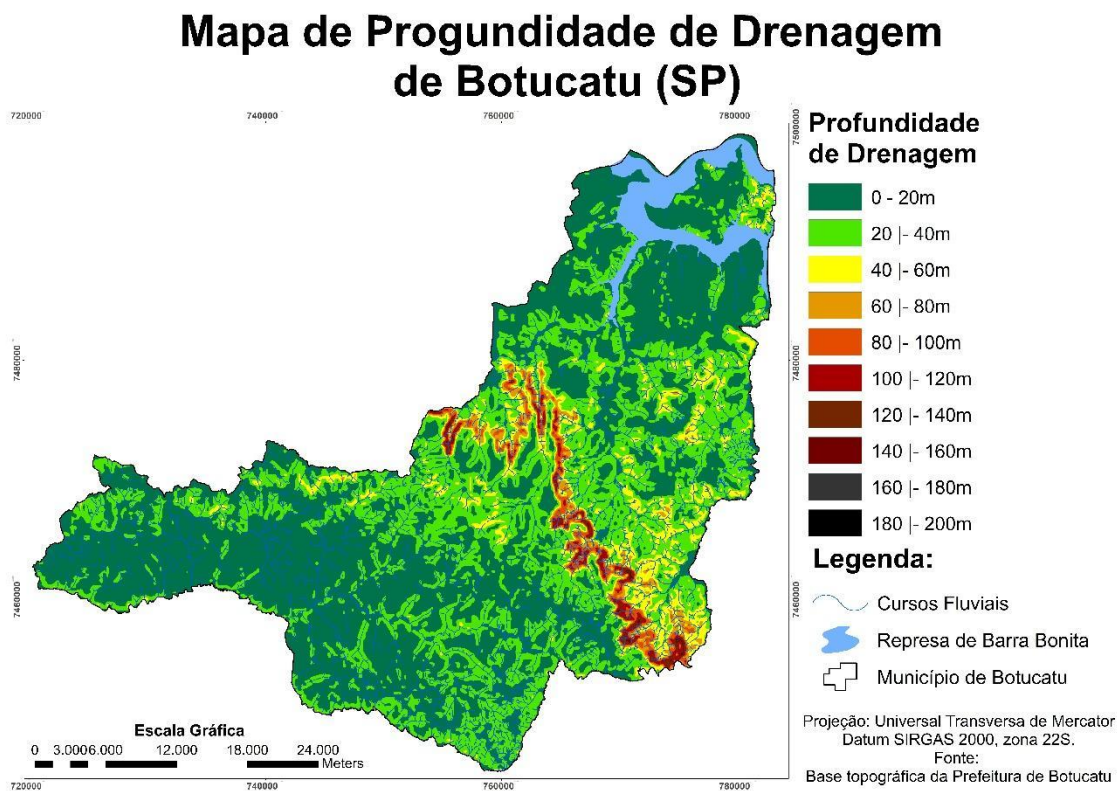 Mapa de Progundidade de Drenagem
de Botucatu (SP)
720000
740000
760000
780000
7500000
7480000
7480000
7460000
7460000
Profundidade
de Drenagem
0 - 20m
20 |- 40m
40 |- 60m
60 |- 80m
80 |- 100m
100 |- 120m
120 |- 140m
140 |- 160m
160 |- 180m
180 |- 200m
Legenda:
Cursos Fluviais
Represa de Barra Bonita
Município de Botucatu
Projeção: Universal Transversa de Mercator
Datum SIRGAS 2000, zona 22S.
Fonte:
Base topográfica da Prefeitura de Botucatu
Escala Gráfica
0 3.0006.000 12.000 18.000 24.000
Meters
720000
740000
760000
780000